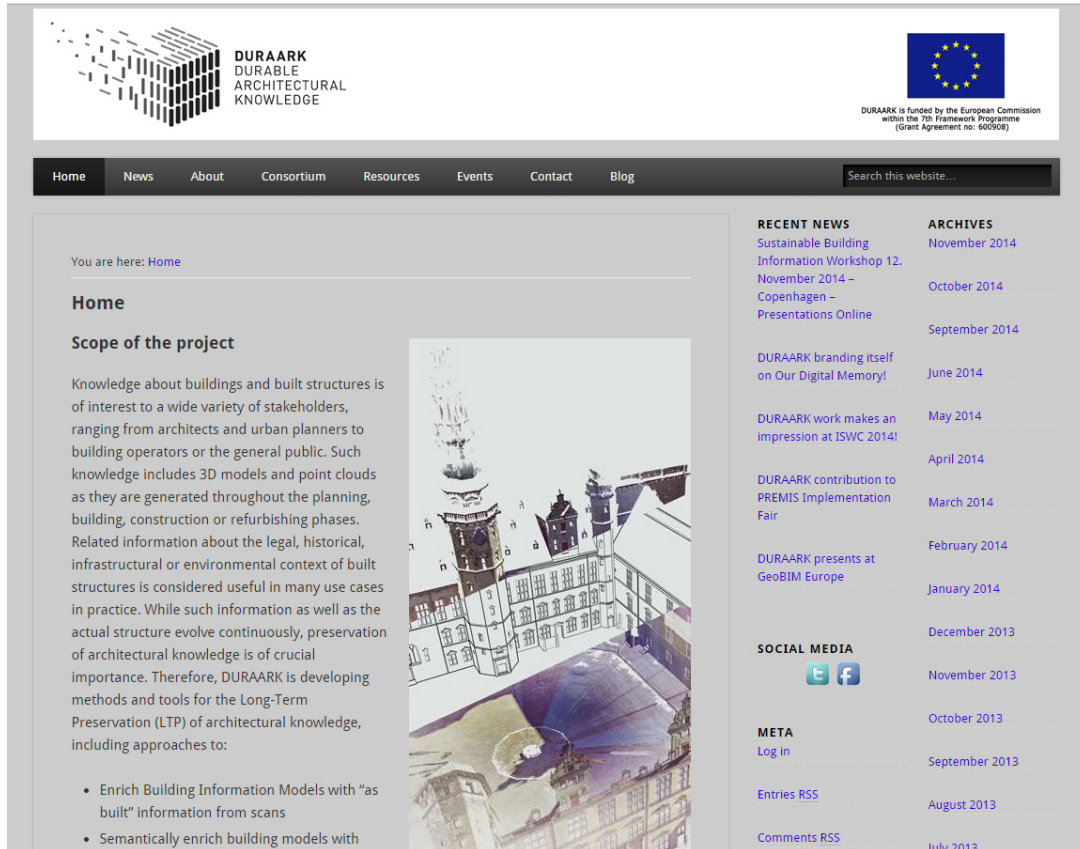 DURAARK
DURABLE
ARCHITECTURAL
KNOWLEDGE
DURAARK is funded by the European Commission
within the 7th Framework Programme
(Grant Agreement no: 600908)
Home News About Consortium Resources Events Contact Blog
Search this website…
You are here: Home
Home
Scope of the project
Knowledge about buildings and built structures is
of interest to a wide variety of stakeholders,
ranging from architects and urban planners to
building operators or the general public. Such
knowledge includes 3D models and point clouds
as they are generated throughout the planning,
building, construction or refurbishing phases.
Related information about the legal, historical,
infrastructural or environmental context of built
structures is considered useful in many use cases
in practice. While such information as well as the
actual structure evolve continuously, preservation
of architectural knowledge is of crucial
importance. Therefore, DURAARK is developing
methods and tools for the Long-Term
Preservation (LTP) of architectural knowledge,
including approaches to:
• Enrich Building Information Models with “as
built” information from scans
• Semantically enrich building models with
RECENT NEWS
Sustainable Building
Information Workshop 12.
November 2014 –
Copenhagen –
Presentations Online
DURAARK branding itself
on Our Digital Memory!
DURAARK work makes an
impression at ISWC 2014!
DURAARK contribution to
PREMIS Implementation
Fair
DURAARK presents at
GeoBIM Europe
SOCIAL MEDIA
META
Log in
Entries RSS
Comments RSS
ARCHIVES
November 2014
October 2014
September 2014
June 2014
May 2014
April 2014
March 2014
February 2014
January 2014
December 2013
November 2013
October 2013
September 2013
August 2013
July 2013